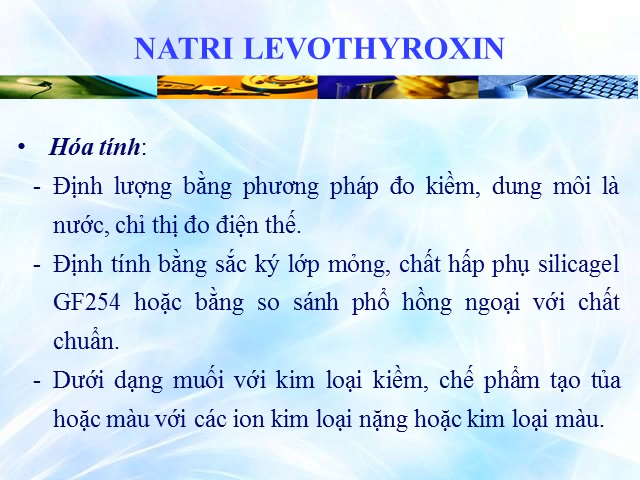 NATRI LEVOTHYROXIN
• Hóa tính:
- Định lượng bằng phương pháp đo kiềm, dung môi là
nước, chỉ thị đo điện thế.
- Định tính bằng sắc ký lớp mỏng, chất hấp phụ silicagel
GF254 hoặc bằng so sánh phổ hồng ngoại với chất
chuẩn.
- Dưới dạng muối với kim loại kiềm, chế phẩm tạo tủa
hoặc màu với các ion kim loại nặng hoặc kim loại màu.